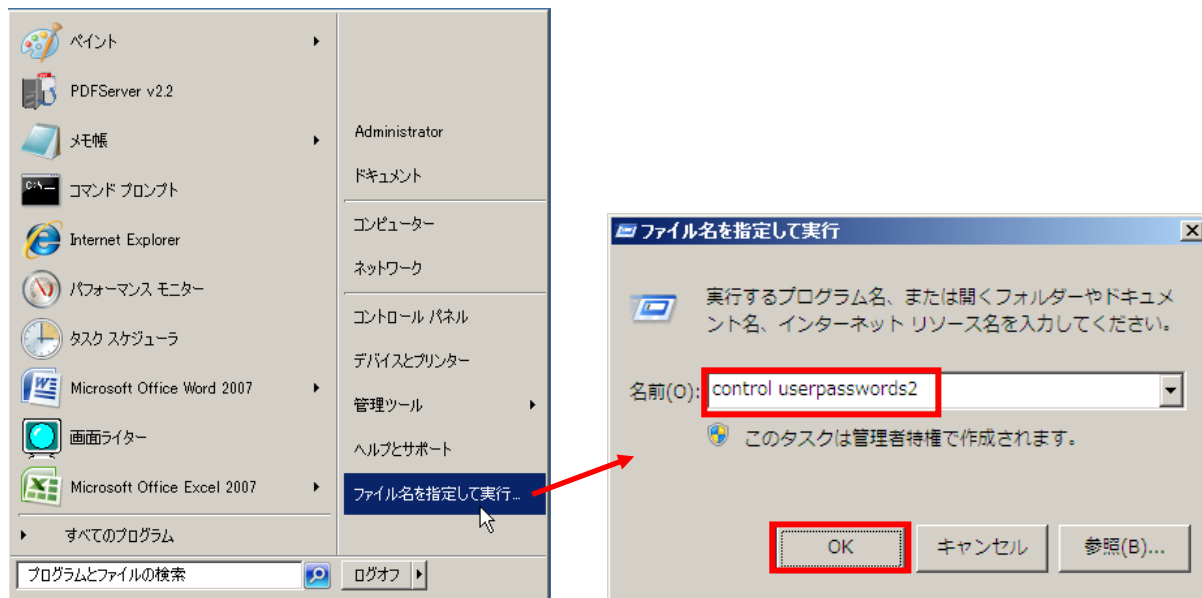 ペイント
PDFServer v2.2
メモ帳
コマンド プロンプト
Internet Explorer
パフォーマンス モニター
タスク スケジューラ
Microsoft Office Word 2007
画面ライター
Microsoft Office Excel 2007
すべてのプログラム
プログラムとファイルの検索
Administrator
ドキュメント
コンピューター
ネットワーク
コントロール パネル
デバイスとプリンター
管理ツール
ヘルプとサポート
ファイル名を指定して実行...
ログオフ
ファイル名を指定して実行
実行するプログラム名、または開くフォルダーやドキュメ
ント名、インターネット リソース名を入力してください。
名前(O): control userpasswords2
このタスクは管理者特権で作成されます。
OK キャンセル 参照(B)...